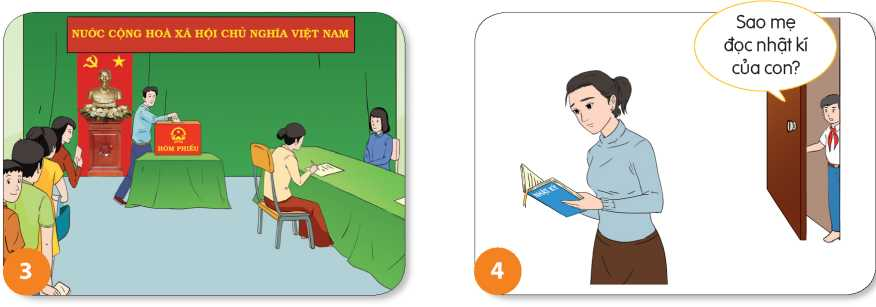 NƯỚC CỘNG HOÀ XÃ HỘI CHỦ NGHĨA VIỆT NAM
HÒM PHIẾU
3
Sao mẹ
đọc nhật kí
của con?
NHẬT KÝ
4